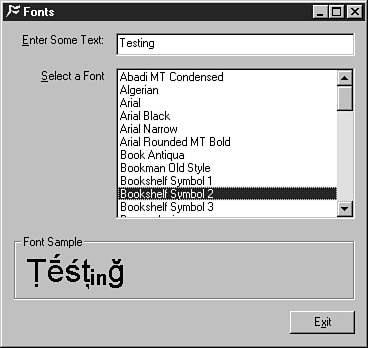 Fonts
Enter Some Text: Testing
Select a Font
Abadi MT Condensed
Algerian
Arial
Arial Black
Arial Narrow
Arial Rounded MT Bold
Book Antiqua
Bookman Old Style
Bookshelf Symbol 1
Bookshelf Symbol 2
Bookshelf Symbol 3
Font Sample
Exit